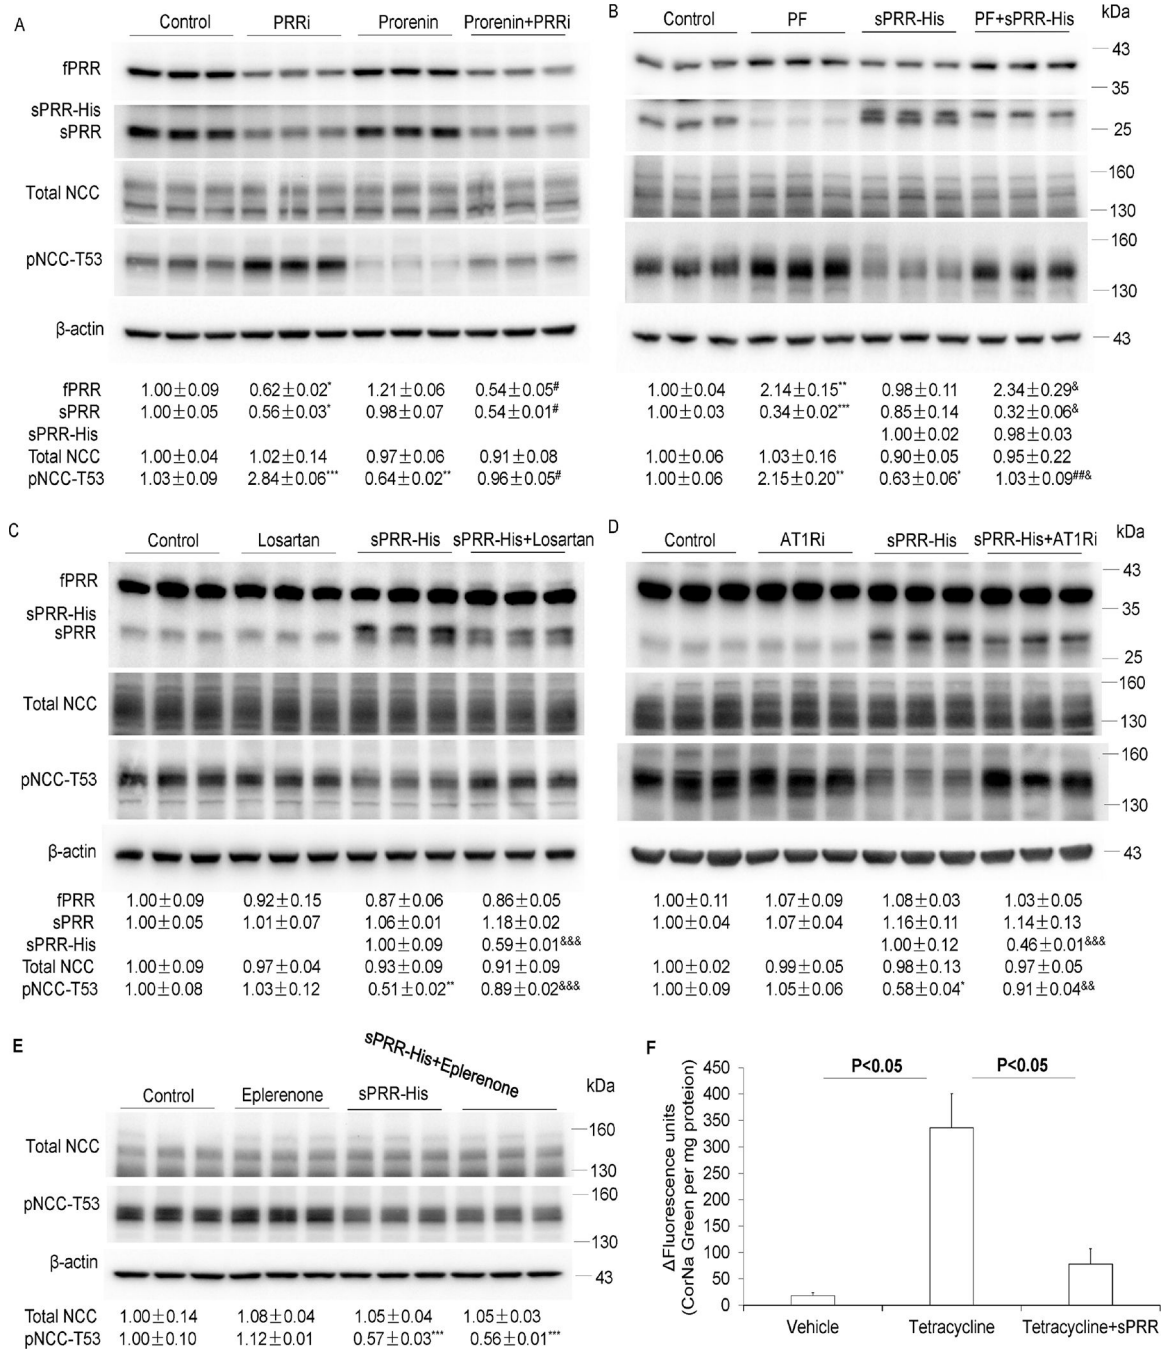 A
Control PRRi Prorenin Prorenin+PRRi
fPRR
sPRR-His
sPRR
Total NCC
pNCC-T53
β-actin
fPRR 1.00±0.09 0.62±0.02* 1.21±0.06 0.54±0.05#
sPRR 1.00±0.05 0.56±0.03* 0.98±0.07 0.54±0.01#
sPRR-His
Total NCC 1.00±0.04 1.02±0.14 0.97±0.06 0.91±0.08
pNCC-T53 1.03±0.09 2.84±0.06*** 0.64±0.02** 0.96±0.05#
B
Control PF sPRR-His PF+sPRR-His kDa
43
35
25
160
130
160
130
43
1.00±0.04 2.14±0.15** 0.98±0.11 2.34±0.29&
1.00±0.03 0.34±0.02*** 0.85±0.14 0.32±0.06&
1.00±0.02 0.98±0.03
1.00±0.06 1.03±0.16 0.90±0.05 0.95±0.22
1.00±0.06 2.15±0.20** 0.63±0.06* 1.03±0.09##&
C
Control Losartan sPRR-His sPRR-His+Losartan
fPRR
sPRR-His
sPRR
Total NCC
pNCC-T53
β-actin
fPRR 1.00±0.09 0.92±0.15 0.87±0.06 0.86±0.05
sPRR 1.00±0.05 1.01±0.07 1.06±0.01 1.18±0.02
sPRR-His 1.00±0.09 0.59±0.01&&&
Total NCC 1.00±0.09 0.97±0.04 0.93±0.09 0.91±0.09
pNCC-T53 1.00±0.08 1.03±0.12 0.51±0.02** 0.89±0.02&&&
D
Control AT1Ri sPRR-His sPRR-His+AT1Ri kDa
43
35
25
160
130
160
130
43
1.00±0.11 1.07±0.09 1.08±0.03 1.03±0.05
1.00±0.04 1.07±0.04 1.16±0.11 1.14±0.13
1.00±0.12 0.46±0.01&&&
1.00±0.02 0.99±0.05 0.98±0.13 0.97±0.05
1.00±0.09 1.05±0.06 0.58±0.04* 0.91±0.04&&
E
sPRR-His+Eplerenone
Control Eplerenone sPRR-His kDa
Total NCC
160
130
pNCC-T53
160
130
β-actin
43
Total NCC 1.00±0.14 1.08±0.04 1.05±0.04 1.05±0.03
pNCC-T53 1.00±0.10 1.12±0.01 0.57±0.03*** 0.56±0.01***
F
P<0.05 P<0.05
ΔFluorescence units
(CorNa Green per mg proteion)
450
400
350
300
250
200
150
100
50
0
Vehicle Tetracycline Tetracycline+sPRR